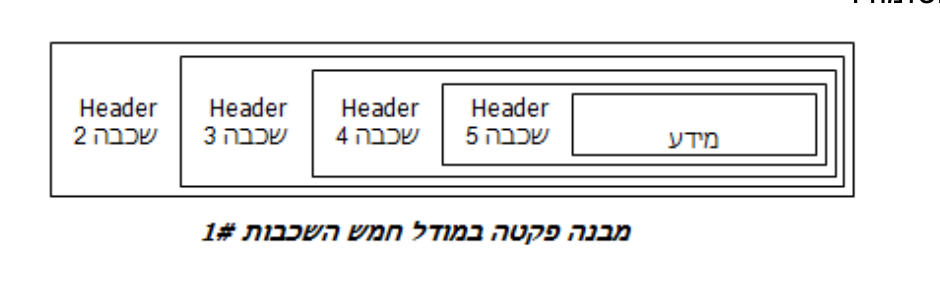 Header
שכבה 2
Header
שכבה 3
Header
שכבה 4
Header
שכבה 5
מידע
מבנה פקטה במודל חמש השכבות #1